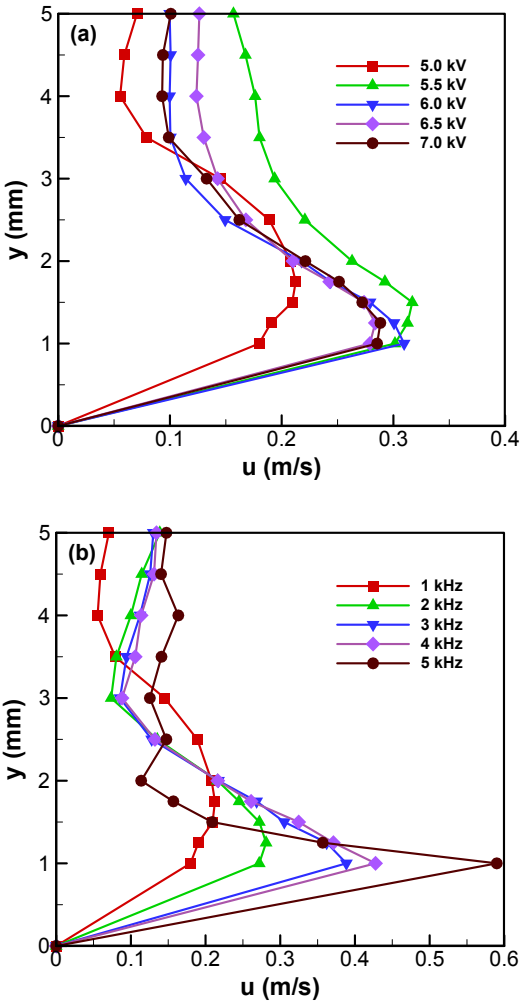 (a)
5.0 kV
5.5 kV
6.0 kV
6.5 kV
7.0 kV
5
4
3
2
1
0
y (mm)
0 0.1 0.2 0.3 0.4
u (m/s)
(b)
1 kHz
2 kHz
3 kHz
4 kHz
5 kHz
5
4
3
2
1
0
y (mm)
0 0.1 0.2 0.3 0.4 0.5 0.6
u (m/s)